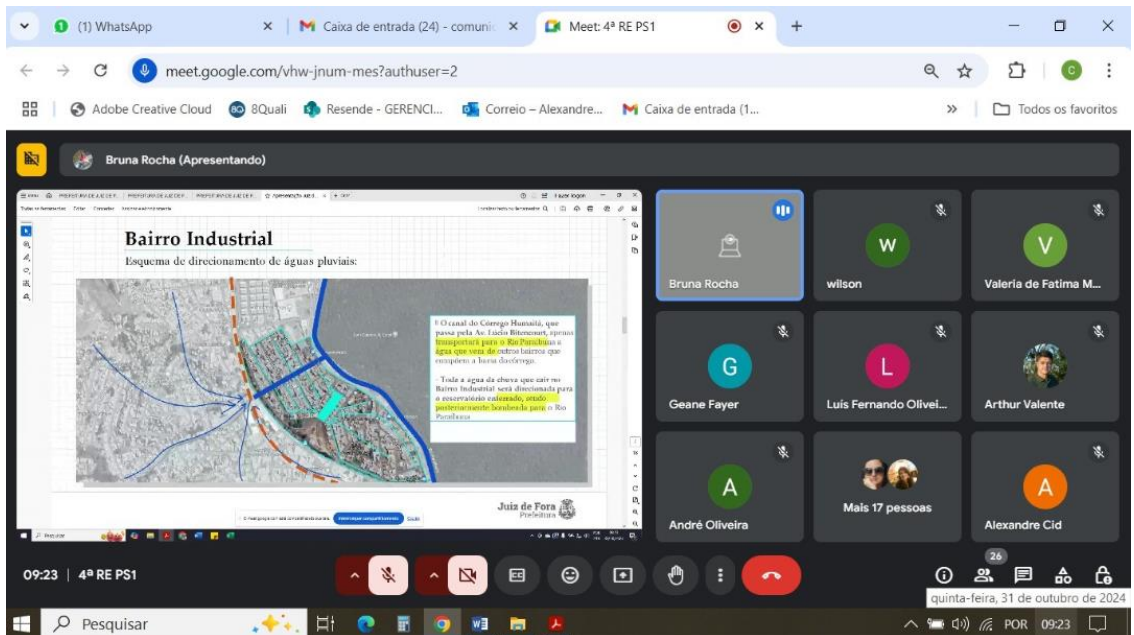 (1) WhatsApp
Caixa de entrada (24) - comunic
Meet: 4ª RE PS1
meet.google.com/vhw-jnum-mes?authuser=2
Adobe Creative Cloud
8Quali
Resende - GERENCI...
Correio – Alexandre...
Caixa de entrada (1...
Todos os favoritos
Bruna Rocha (Apresentando)
Bairro Industrial
Esquema de direcionamento de águas pluviais:
O canal do Córrego Humaitá, que
passa pela Av. Lúcio Bitencourt, apenas
transportará para o Rio Paraibuna a
água que vem de outros bairros que
compõem a bacia do córrego.
- Toda a água da chuva que cair no
Bairro Industrial será direcionada para
o reservatório enterrado, sendo
posteriormente bombeada para o Rio
Paraibuna
Juiz de Fora
Prefeitura
Bruna Rocha
W
wilson
V
Valeria de Fatima M...
G
Geane Fayer
L
Luis Fernando Olivei...
Arthur Valente
A
André Oliveira
Mais 17 pessoas
A
Alexandre Cid
09:23 | 4ª RE PS1
26
quinta-feira, 31 de outubro de 2024
Pesquisar
POR
09:23